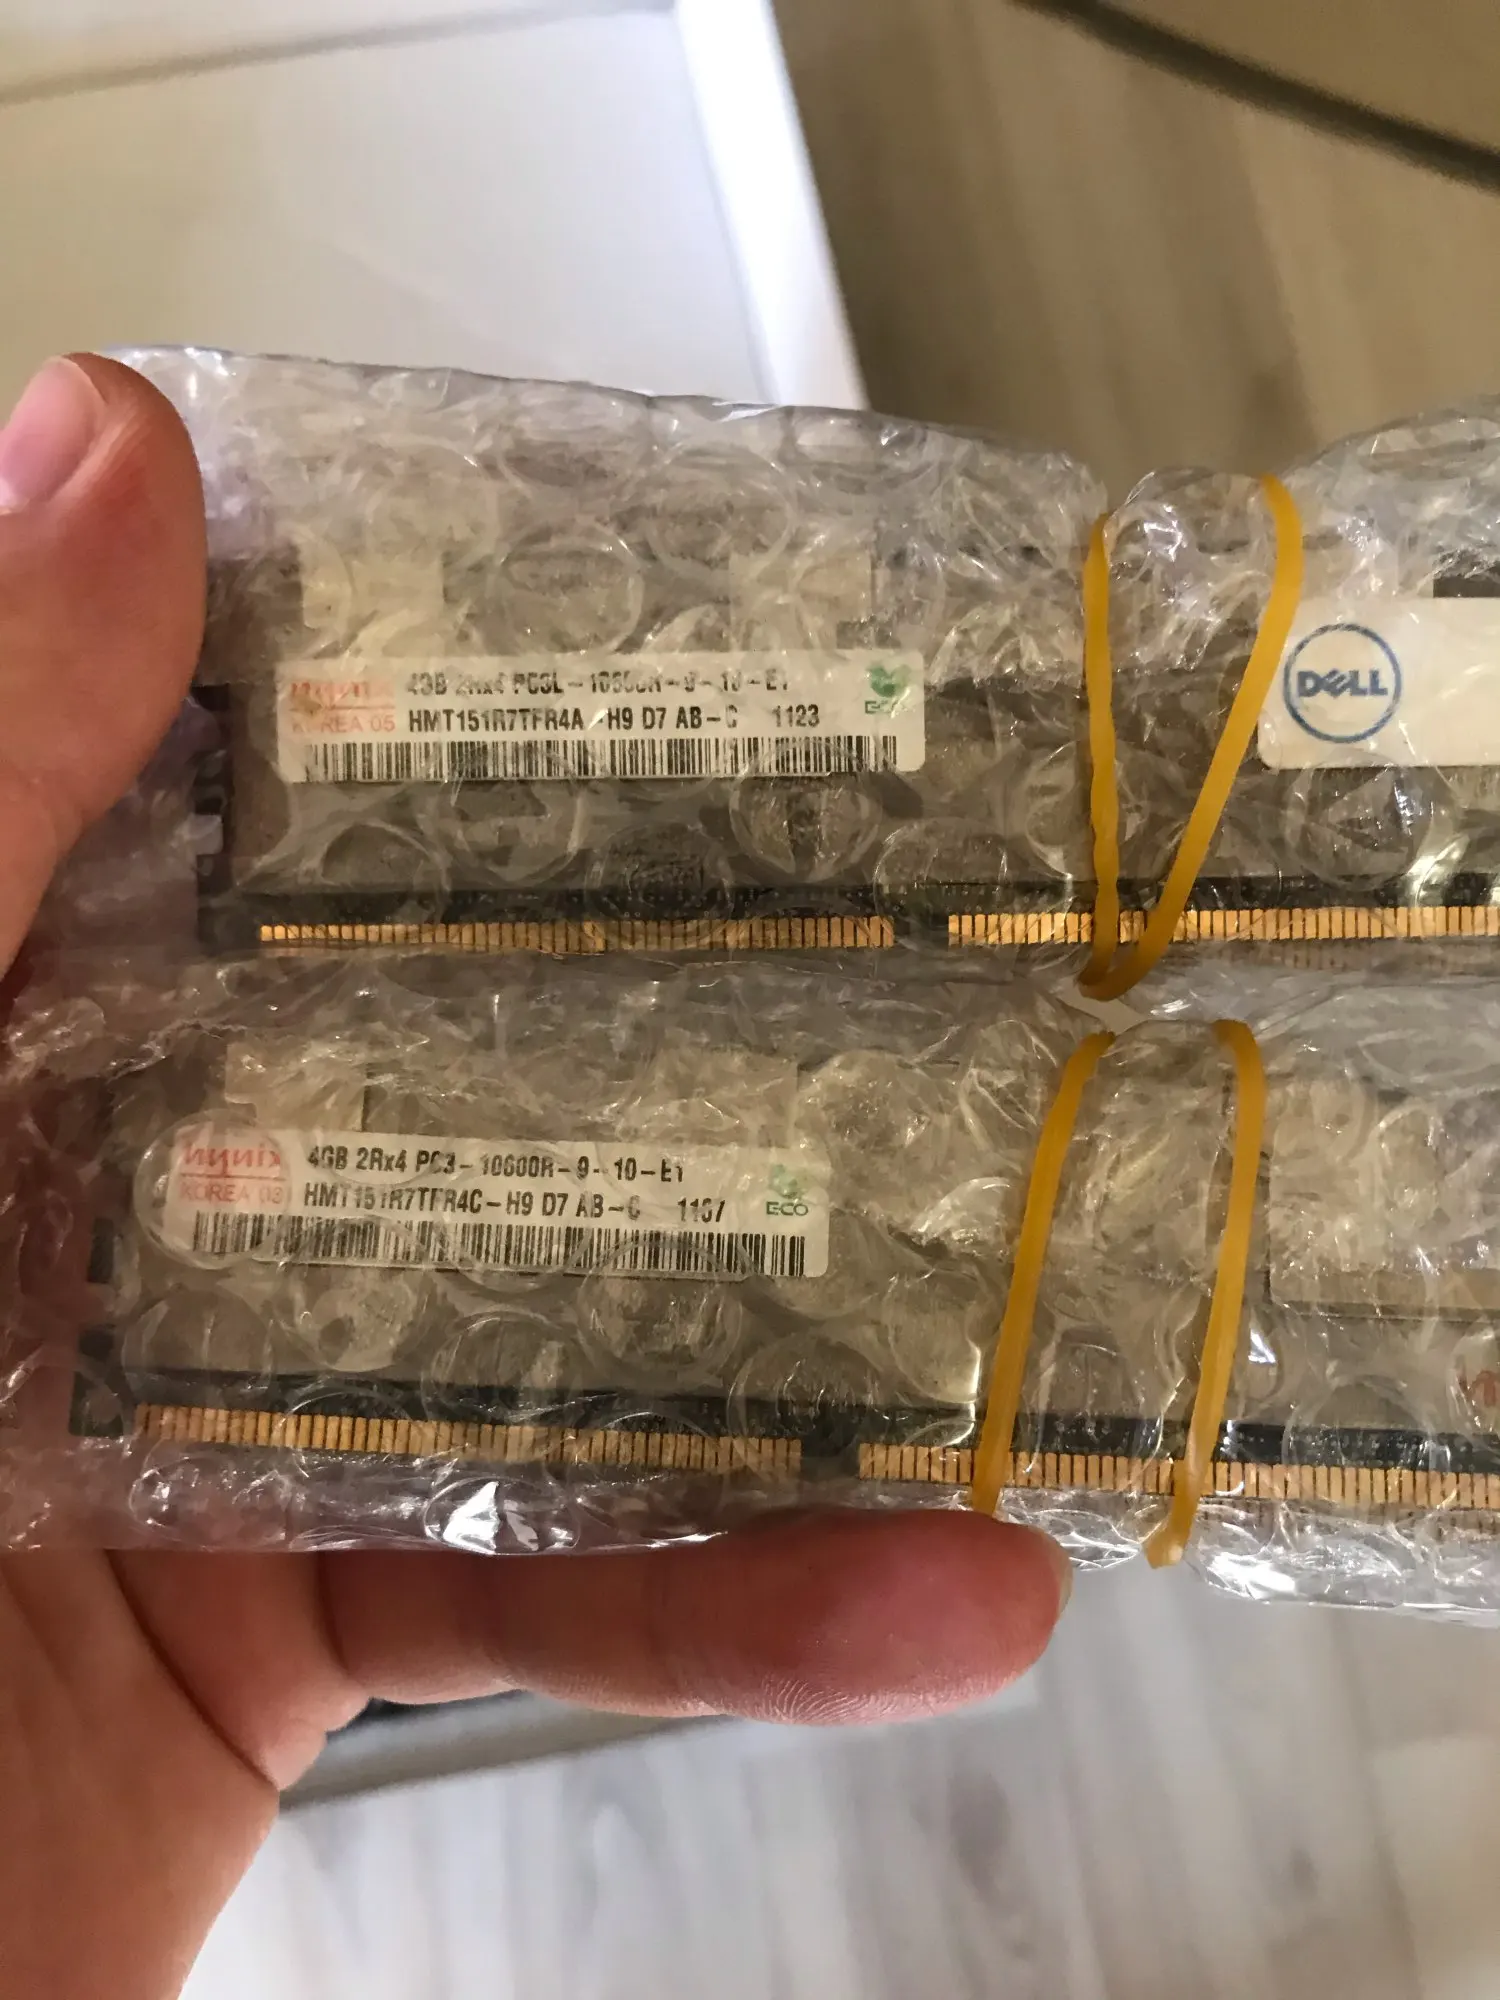 hynix 4GB 2Rx4 PC3L-10600R-9-10-E1
KOREA 05 HMT151R7TFR4A-H9 D7 AB-C 1123
ECO
DELL
hynix 4GB 2Rx4 PC3-10600R-9-10-E1
KOREA 03 HMT151R7TFR4C-H9 D7 AB-C
ECO